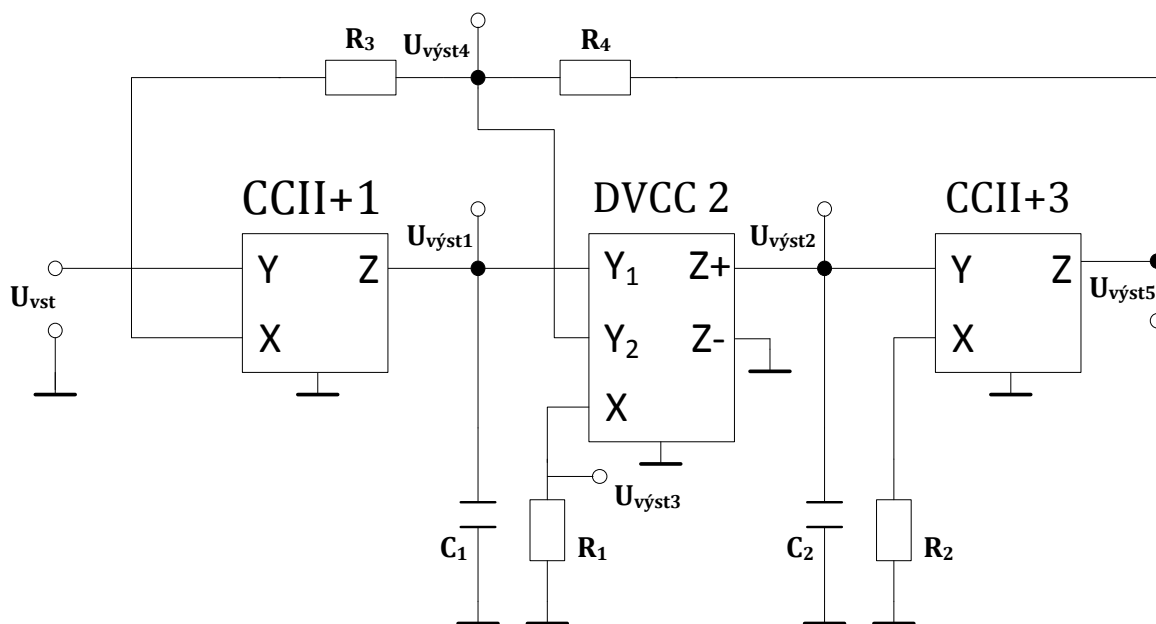 R3
Uvýst4
R4
CCII+1
DVCC 2
CCII+3
Uvýst1
Uvýst2
Uvst
Y
Z
X
Y1
Z+
Y2
Z-
X
Y
Z
X
Uvýst5
Uvýst3
C1
R1
C2
R2